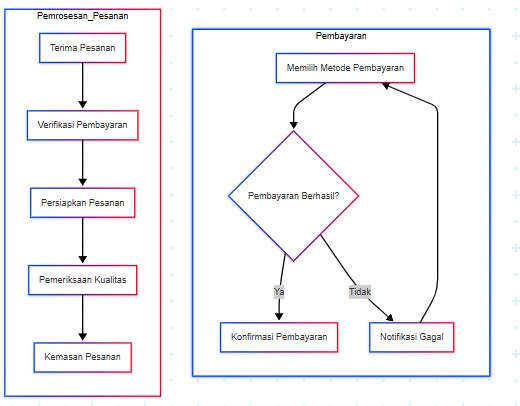 Pemrosesan_Pesanan
Terima Pesanan
Verifikasi Pembayaran
Persiapkan Pesanan
Pemeriksaan Kualitas
Kemasan Pesanan
Pembayaran
Memilih Metode Pembayaran
Pembayaran Berhasil?
Ya
Tidak
Konfirmasi Pembayaran
Notifikasi Gagal